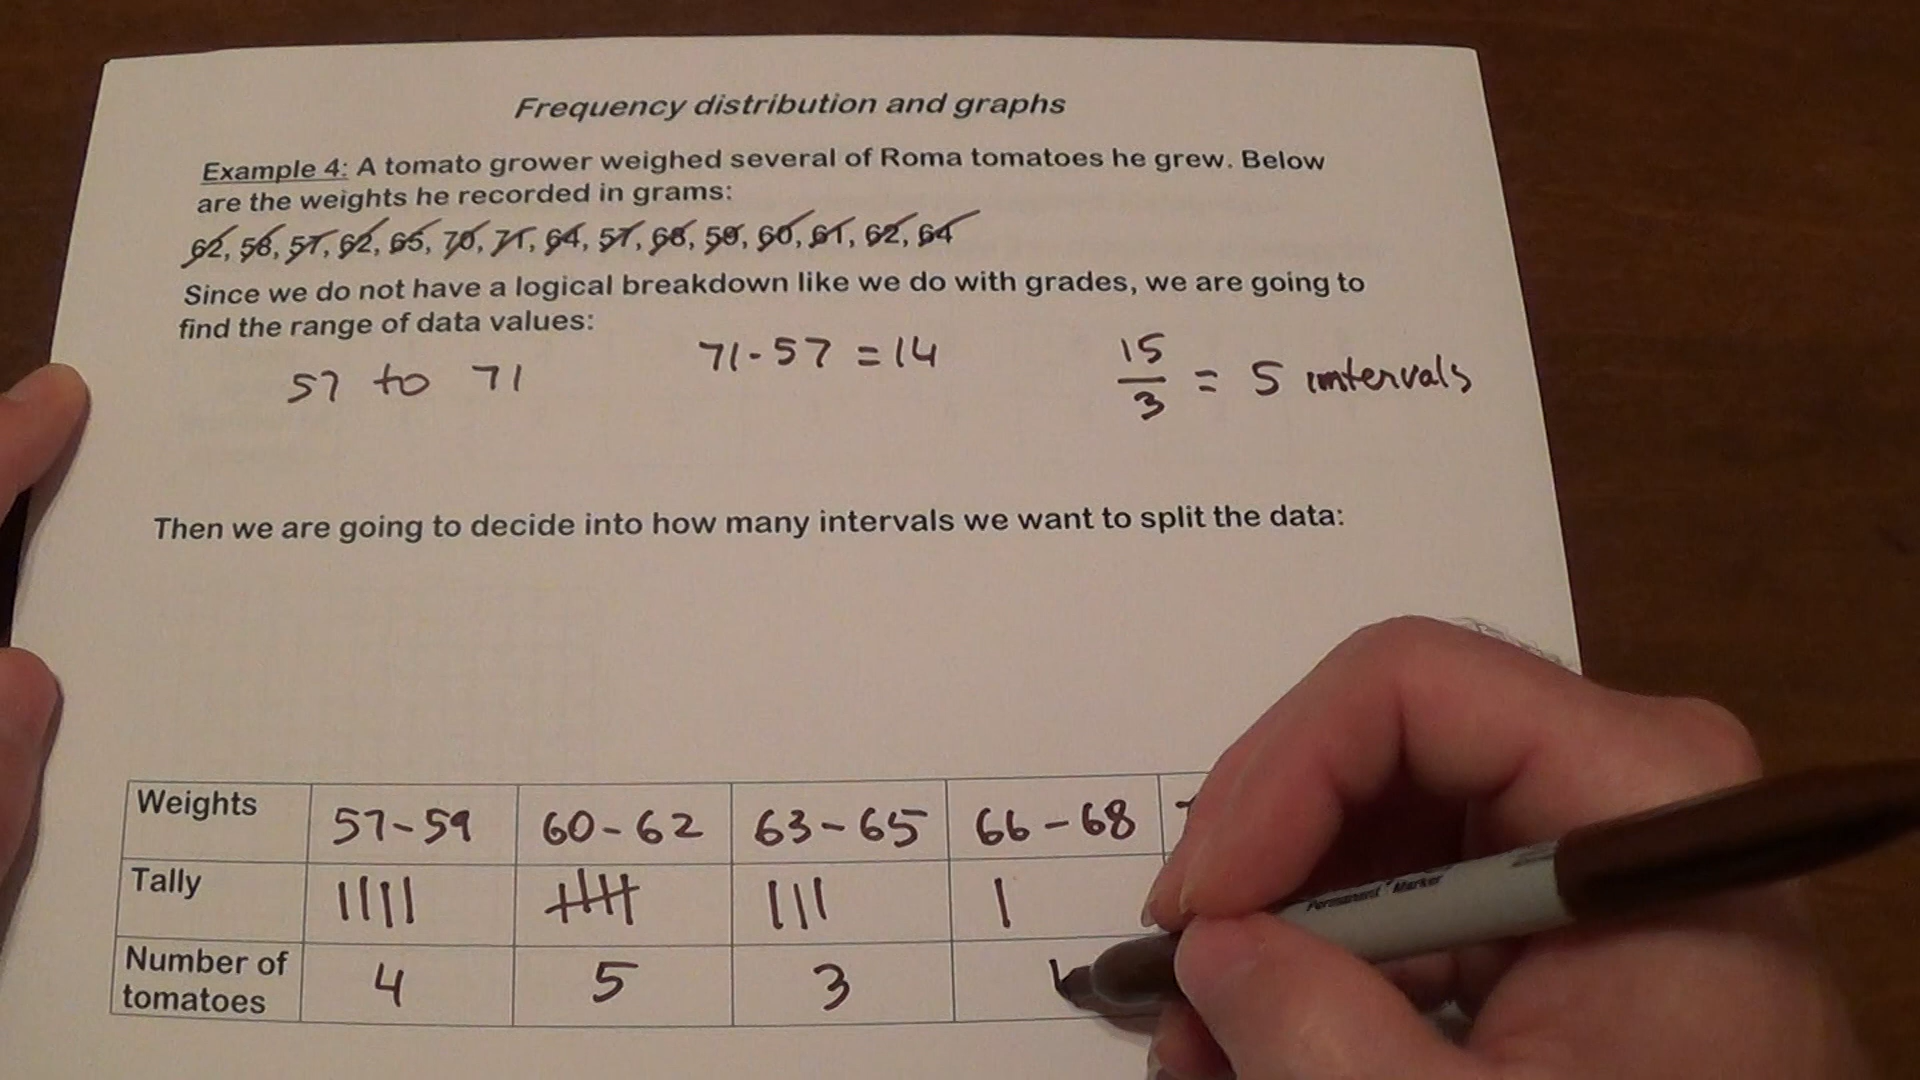 Frequency distribution and graphs
Example 4: A tomato grower weighed several of Roma tomatoes he grew. Below
are the weights he recorded in grams:
62, 58, 57, 62, 65, 70, 71, 64, 57, 68, 59, 60, 61, 62, 64
Since we do not have a logical breakdown like we do with grades, we are going to
find the range of data values:
57 to 71
71-57 = 14
15
3
= 5 intervals
Then we are going to decide into how many intervals we want to split the data:
Weights 57-59 60-62 63-65 66-68
Tally |||| |||| ||| |
Number of tomatoes 4 5 3
Permanent Marker